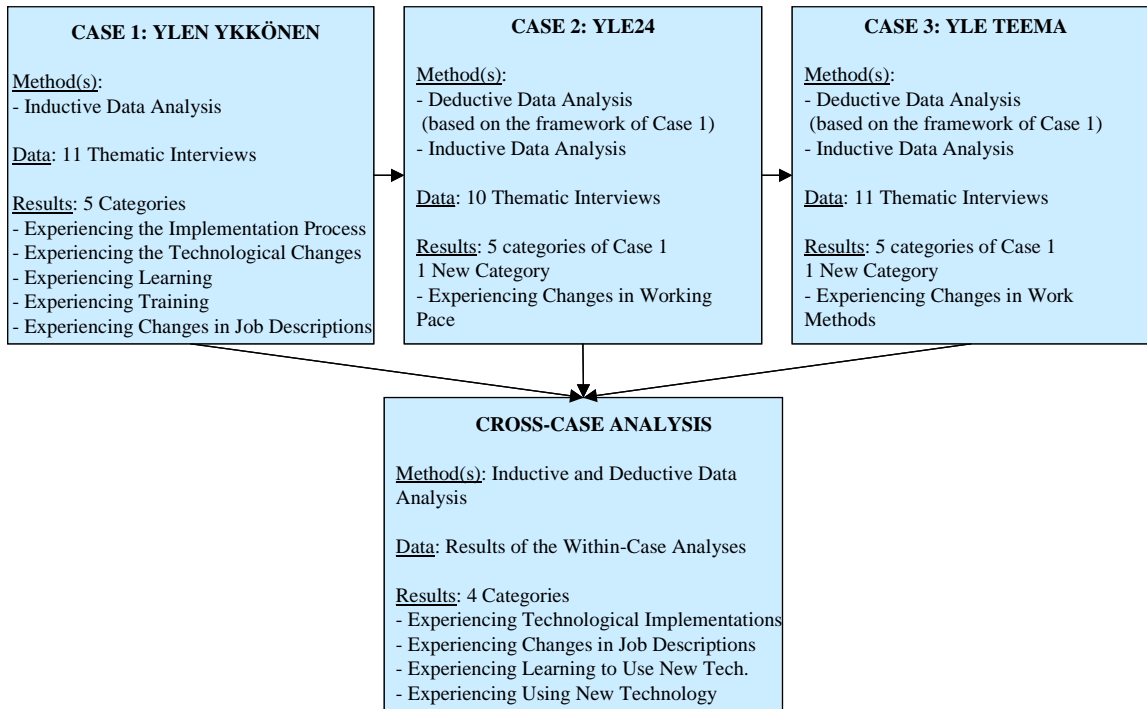 CASE 1: YLEN YKKÖNEN
Method(s):
- Inductive Data Analysis
Data: 11 Thematic Interviews
Results: 5 Categories
- Experiencing the Implementation Process
- Experiencing the Technological Changes
- Experiencing Learning
- Experiencing Training
- Experiencing Changes in Job Descriptions
CASE 2: YLE24
Method(s):
- Deductive Data Analysis
(based on the framework of Case 1)
- Inductive Data Analysis
Data: 10 Thematic Interviews
Results: 5 categories of Case 1
1 New Category
- Experiencing Changes in Working
Pace
CASE 3: YLE TEEMA
Method(s):
- Deductive Data Analysis
(based on the framework of Case 1)
- Inductive Data Analysis
Data: 11 Thematic Interviews
Results: 5 categories of Case 1
1 New Category
- Experiencing Changes in Work
Methods
CROSS-CASE ANALYSIS
Method(s): Inductive and Deductive Data
Analysis
Data: Results of the Within-Case Analyses
Results: 4 Categories
- Experiencing Technological Implementations
- Experiencing Changes in Job Descriptions
- Experiencing Learning to Use New Tech.
- Experiencing Using New Technology